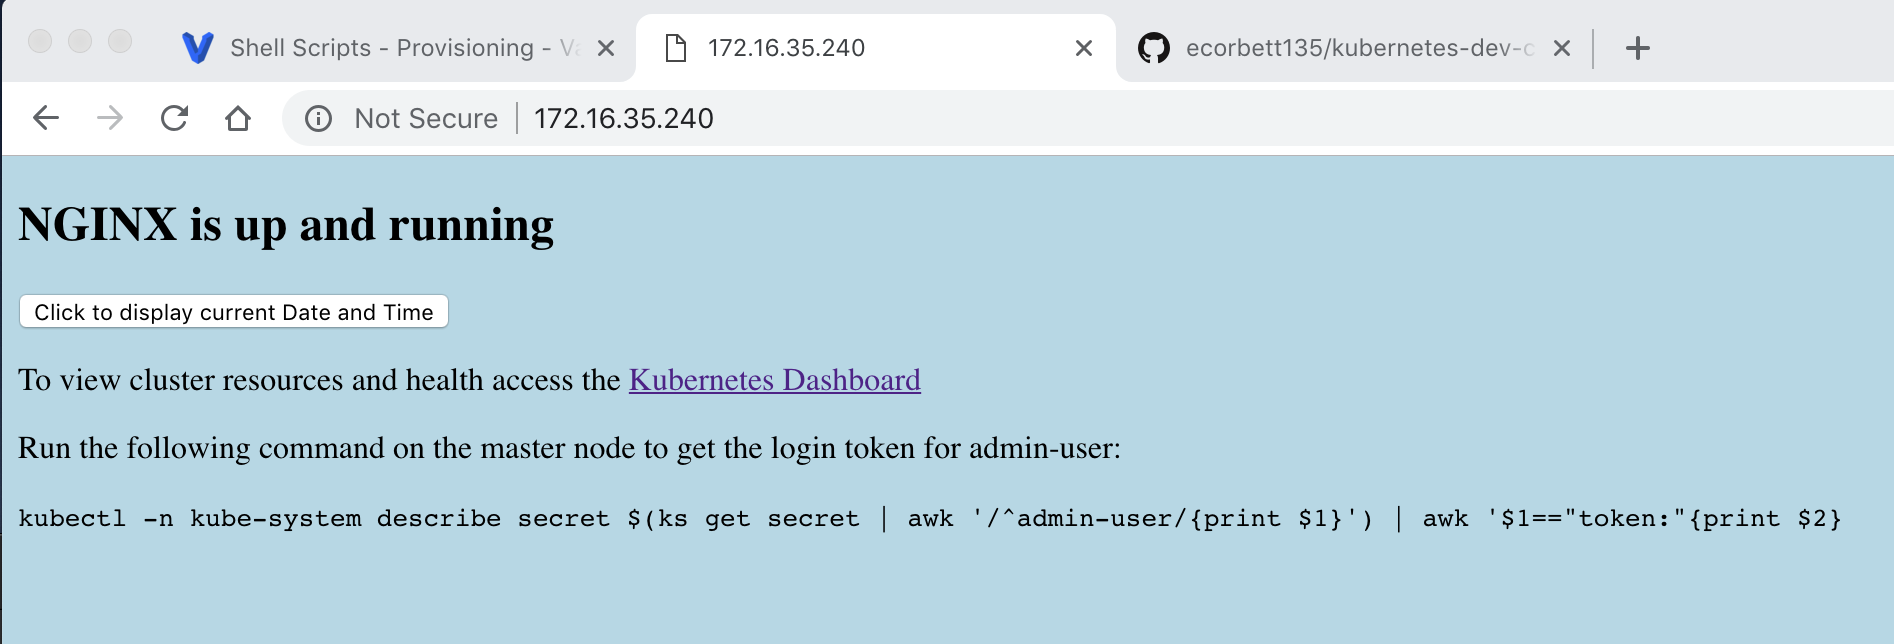 Shell Scripts - Provisioning - Va
172.16.35.240
ecorbett135/kubernetes-dev-c
Not Secure | 172.16.35.240
NGINX is up and running
Click to display current Date and Time
To view cluster resources and health access the Kubernetes Dashboard
Run the following command on the master node to get the login token for admin-user:
kubectl -n kube-system describe secret $(ks get secret | awk '/^admin-user/{print $1}') | awk '$1=="token:"{print $2}